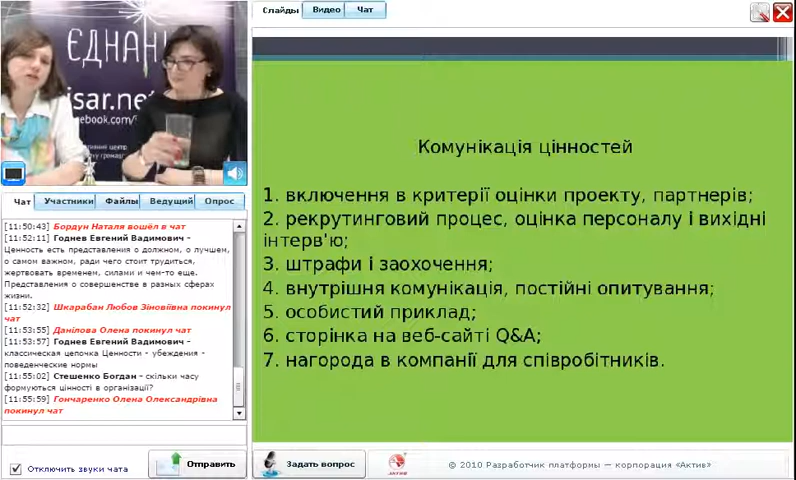 Слайды Видео Чат
ЄДНАН
isar.ne
acebook.com/
Чат Участники Файлы Ведущий Опрос
[11:50:43] Бордун Наталя вошёл в чат
[11:52:11] Годнев Евгений Вадимович -
Ценность есть представления о должном, о лучшем,
о самом важном, ради чего стоит трудиться,
жертвовать временем, силами и чем-то еще.
Представления о совершенстве в разных сферах
жизни.
[11:52:32] Шкарабан Любов Зіновіївна покинул
чат
[11:53:55] Данілова Олена покинул чат
[11:53:57] Годнев Евгений Вадимович -
классическая цепочка Ценности - убеждения -
поведенческие нормы
[11:55:02] Стешенко Богдан - скільки часу
формуються цінності в організації?
[11:55:59] Гончаренко Олена Олександрівна
покинул чат
Отключить звуки чата
Отправить
Комунікація цінностей
1. включення в критерії оцінки проекту, партнерів;
2. рекрутинговий процес, оцінка персоналу і вихідні
інтерв'ю;
3. штрафи і заохочення;
4. внутрішня комунікація, постійні опитування;
5. особистий приклад;
6. сторінка на веб-сайті Q&A;
7. нагорода в компанії для співробітників.
Задать вопрос
АКТИВ
© 2010 Разработчик платформы — корпорация «Актив»